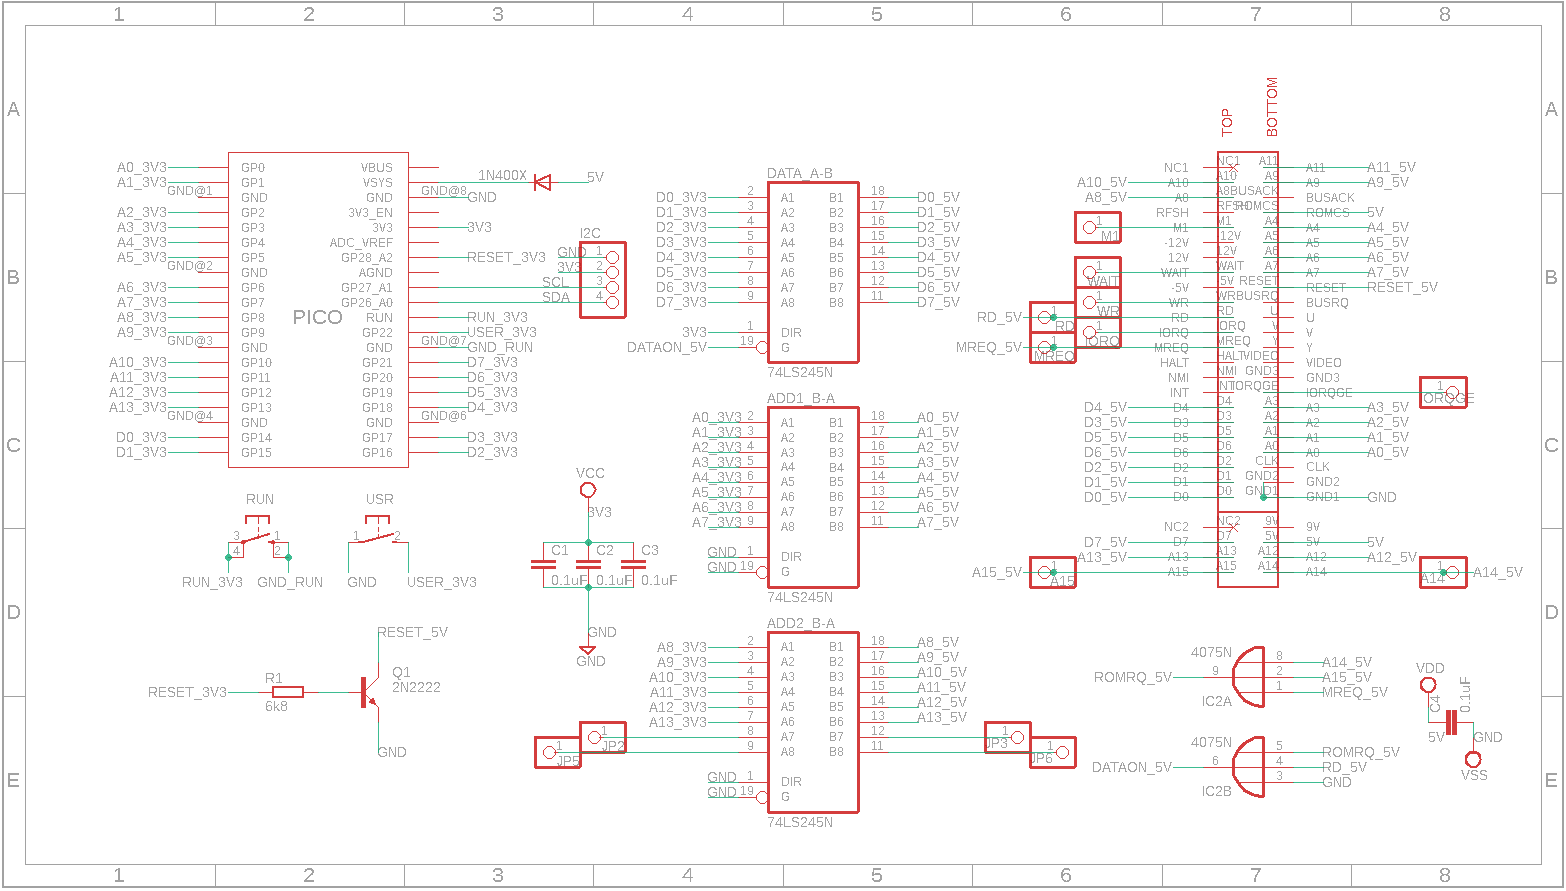 1 2 3 4 5 6 7 8
A A
B B
C C
D D
E E
1 2 3 4 5 6 7 8
A0_3V3 GP0 VBUS
A1_3V3 GP1 VSYS 1N400X 5V
GND@1 GND GND GND@8 GND
A2_3V3 GP2 3V3_EN
A3_3V3 GP3 3V3 3V3
A4_3V3 GP4 ADC_VREF
A5_3V3 GP5 GP28_A2 RESET_3V3
GND@2 GND AGND
A6_3V3 GP6 GP27_A1
A7_3V3 GP7 GP26_A0
A8_3V3 GP8 PICO RUN RUN_3V3
A9_3V3 GP9 GP22 USER_3V3
GND@3 GND GND GND@7 GND_RUN
A10_3V3 GP10 GP21 D7_3V3
A11_3V3 GP11 GP20 D6_3V3
A12_3V3 GP12 GP19 D5_3V3
A13_3V3 GP13 GP18 D4_3V3
GND@4 GND GND GND@6
D0_3V3 GP14 GP17 D3_3V3
D1_3V3 GP15 GP16 D2_3V3
I2C
GND 1
3V3 2
SCL 3
SDA 4
RUN
3 1
4 2
RUN_3V3 GND_RUN
USR
1 2
GND USER_3V3
VCC
3V3
C1 C2 C3
0.1uF 0.1uF 0.1uF
GND
GND
RESET_5V
R1 Q1
RESET_3V3 2N2222
6k8
GND
DATA_A-B
D0_3V3 2 A1 B1 18 D0_5V
D1_3V3 3 A2 B2 17 D1_5V
D2_3V3 4 A3 B3 16 D2_5V
D3_3V3 5 A4 B4 15 D3_5V
D4_3V3 6 A5 B5 14 D4_5V
D5_3V3 7 A6 B6 13 D5_5V
D6_3V3 8 A7 B7 12 D6_5V
D7_3V3 9 A8 B8 11 D7_5V
3V3 1 DIR
DATAON_5V 19 G
74LS245N
ADD1_B-A
A0_3V3 2 A1 B1 18 A0_5V
A1_3V3 3 A2 B2 17 A1_5V
A2_3V3 4 A3 B3 16 A2_5V
A3_3V3 5 A4 B4 15 A3_5V
A4_3V3 6 A5 B5 14 A4_5V
A5_3V3 7 A6 B6 13 A5_5V
A6_3V3 8 A7 B7 12 A6_5V
A7_3V3 9 A8 B8 11 A7_5V
GND 1 DIR
GND 19 G
74LS245N
ADD2_B-A
A8_3V3 2 A1 B1 18 A8_5V
A9_3V3 3 A2 B2 17 A9_5V
A10_3V3 4 A3 B3 16 A10_5V
A11_3V3 5 A4 B4 15 A11_5V
A12_3V3 6 A5 B5 14 A12_5V
A13_3V3 7 A6 B6 13 A13_5V
1 JP2 8 A7 B7 12 JP3 1
1 JP5 9 A8 B8 11 JP6 1
GND 1 DIR
GND 19 G
74LS245N
TOP BOTTOM
NC1 NC1 A11 A11 A11_5V
A10_5V A10 A10 A9 A9 A9_5V
A8_5V A8 A8 BUSACK BUSACK
RFSH RFSH ROMCS ROMCS 5V
1 M1 M1 M1 A4 A4 A4_5V
-12V -12V A5 A5 A5_5V
12V 12V A6 A6 A6_5V
1 WAIT WAIT WAIT A7 A7 A7_5V
-5V -5V RESET RESET RESET_5V
1 WR WR WR BUSRQ BUSRQ
RD_5V 1 RD RD RD U U
1 IORQ IORQ IORQ V V
MREQ_5V 1 MREQ MREQ MREQ Y Y
HALT HALT VIDEO VIDEO
NMI NMI GND3 GND3
INT INT IORQGE IORQGE 1 IORQGE
D4_5V D4 D4 A3 A3 A3_5V
D3_5V D3 D3 A2 A2 A2_5V
D5_5V D5 D5 A1 A1 A1_5V
D6_5V D6 D6 A0 A0 A0_5V
D2_5V D2 D2 CLK CLK
D1_5V D1 D1 GND2 GND2
D0_5V D0 D0 GND1 GND1 GND
NC2 NC2 9V 9V
D7_5V D7 D7 5V 5V 5V
A13_5V A13 A13 A12 A12 A12_5V
A15_5V 1 A15 A15 A15 A14 A14 1 A14 A14_5V
4075N
8 A14_5V
ROMRQ_5V 9 2 A15_5V
1 MREQ_5V
IC2A
4075N
5 ROMRQ_5V
DATAON_5V 6 4 RD_5V
3 GND
IC2B
VDD
C4 0.1uF
5V GND
VSS